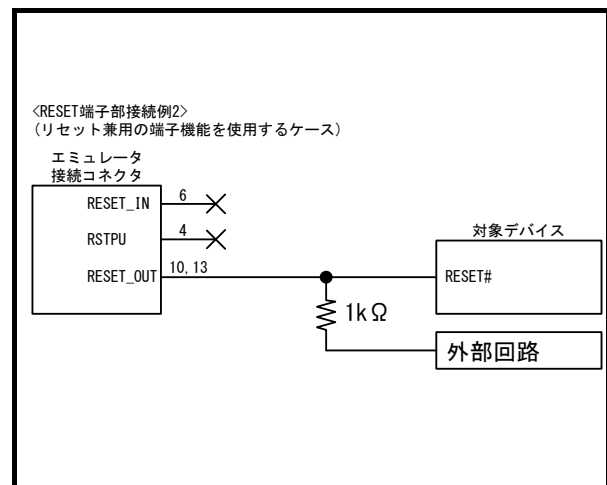 <RESET端子部接続例2>
(リセット兼用の端子機能を使用するケース)
エミュレータ
接続コネクタ
RESET_IN
6
RSTPU
4
RESET_OUT
10, 13
対象デバイス
RESET#
1kΩ
外部回路